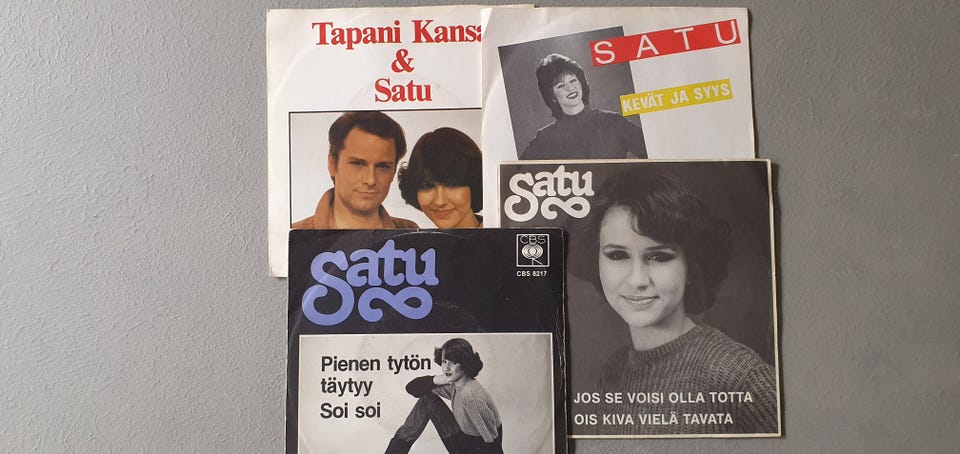 Tapani Kansa
&
Satu
SATU
KEVÄT JA SYYS
Satu
JOS SE VOISI OLLA TOTTA
OIS KIVA VIELÄ TAVATA
Satu
CBS
CBS 8217
Pienen tytön
täytyy
Soi soi